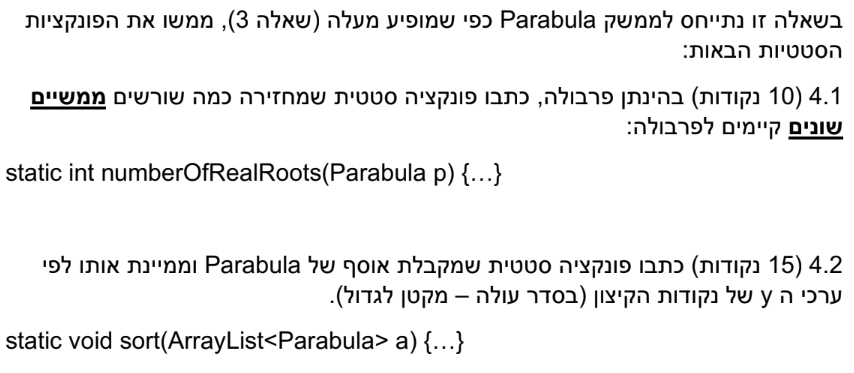 בשאלה זו נתייחס לממשק Parabula כפי שמופיע מעלה (שאלה 3), ממשו את הפונקציות
הסטטיות הבאות:
4.1 (10 נקודות) בהינתן פרבולה, כתבו פונקציה סטטית שמחזירה כמה שורשים ממשיים
שונים קיימים לפרבולה:
static int numberOfRealRoots(Parabula p) {…}
4.2 (15 נקודות) כתבו פונקציה סטטית שמקבלת אוסף של Parabula וממיינת אותו לפי
ערכי ה y של נקודות הקיצון (בסדר עולה – מקטן לגדול).
static void sort(ArrayList<Parabula> a) {…}